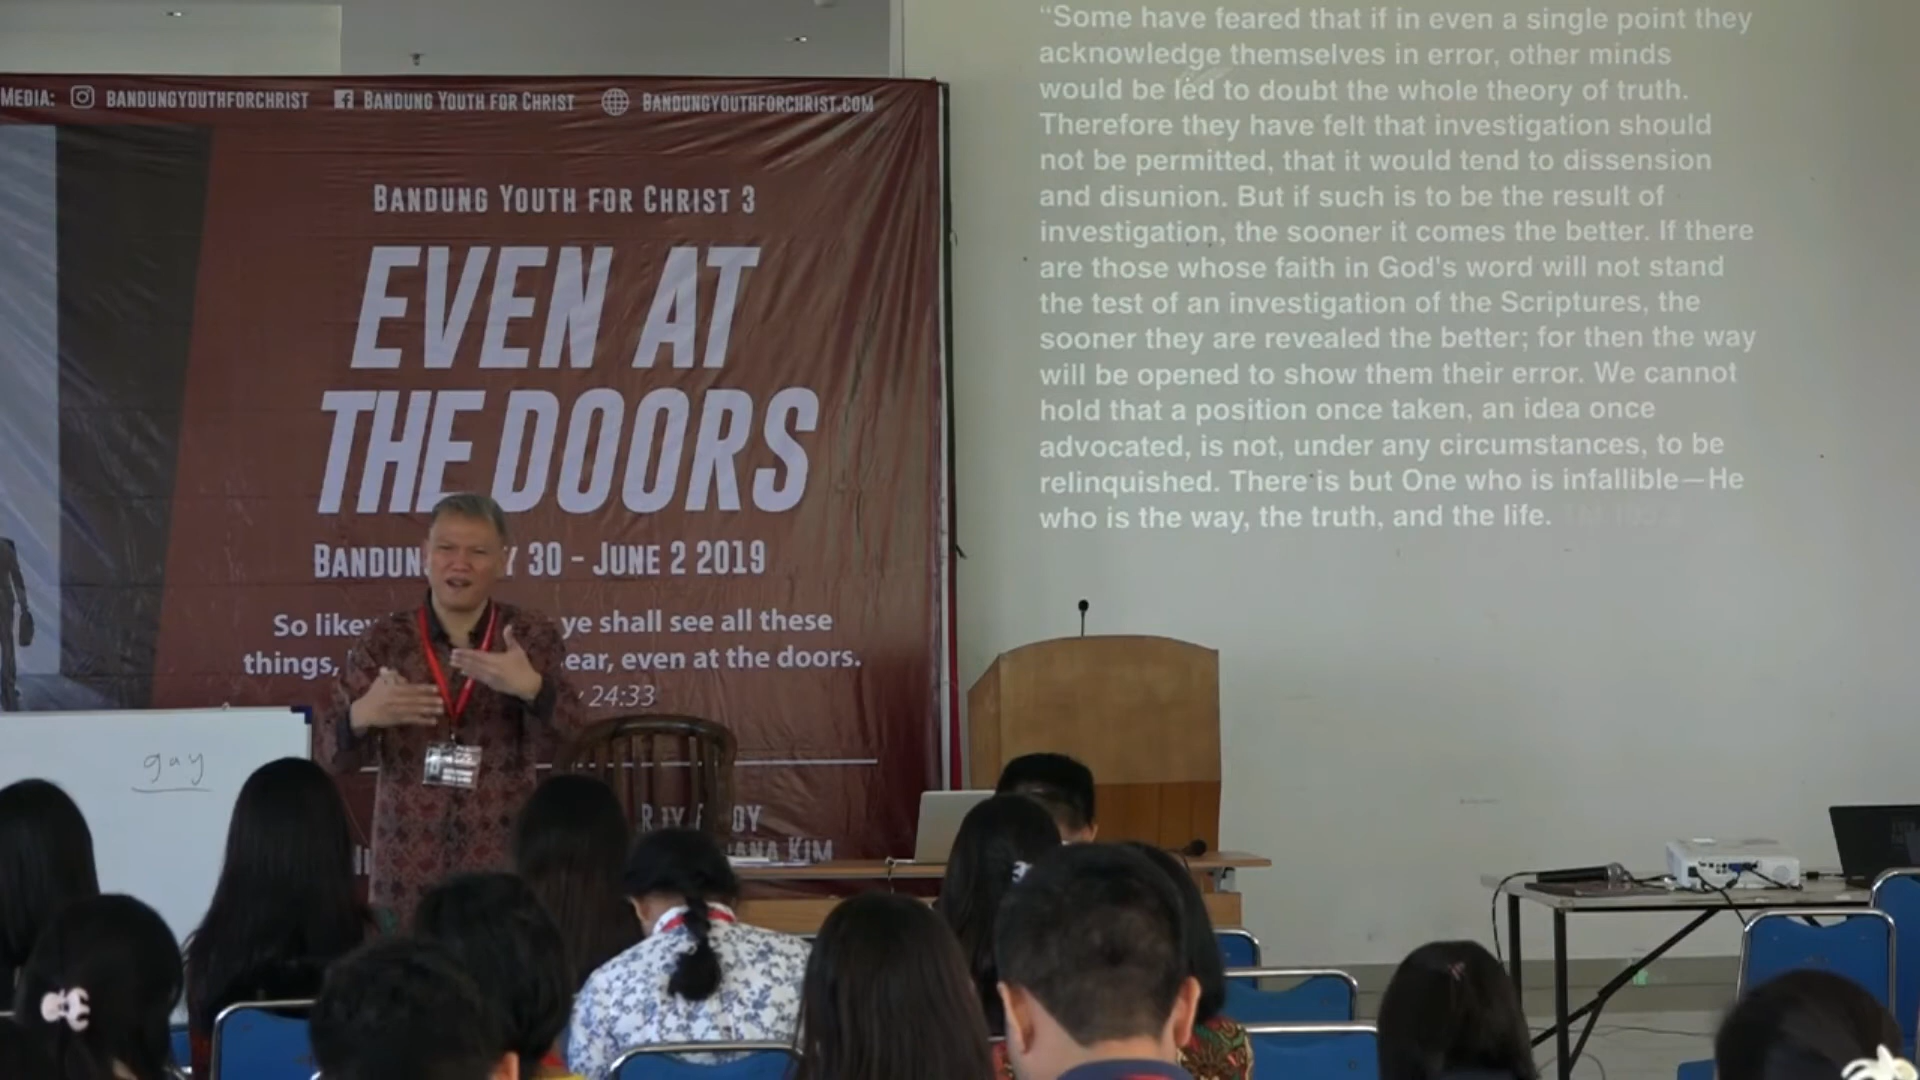 MEDIA: BANDUNGYOUTHFORCHRIST BANDUNG YOUTH FOR CHRIST BANDUNGYOUTHFORCHRIST.COM
BANDUNG YOUTH FOR CHRIST 3
EVEN AT
THE DOORS
30 - JUNE 2 2019
So ye shall see all these
things, even at the doors.
24:33
KIM
gay
“Some have feared that if in even a single point they
acknowledge themselves in error, other minds
would be led to doubt the whole theory of truth.
Therefore they have felt that investigation should
not be permitted, that it would tend to dissension
and disunion. But if such is to be the result of
investigation, the sooner it comes the better. If there
are those whose faith in God's word will not stand
the test of an investigation of the Scriptures, the
sooner they are revealed the better; for then the way
will be opened to show them their error. We cannot
hold that a position once taken, an idea once
advocated, is not, under any circumstances, to be
relinquished. There is but One who is infallible—He
who is the way, the truth, and the life.